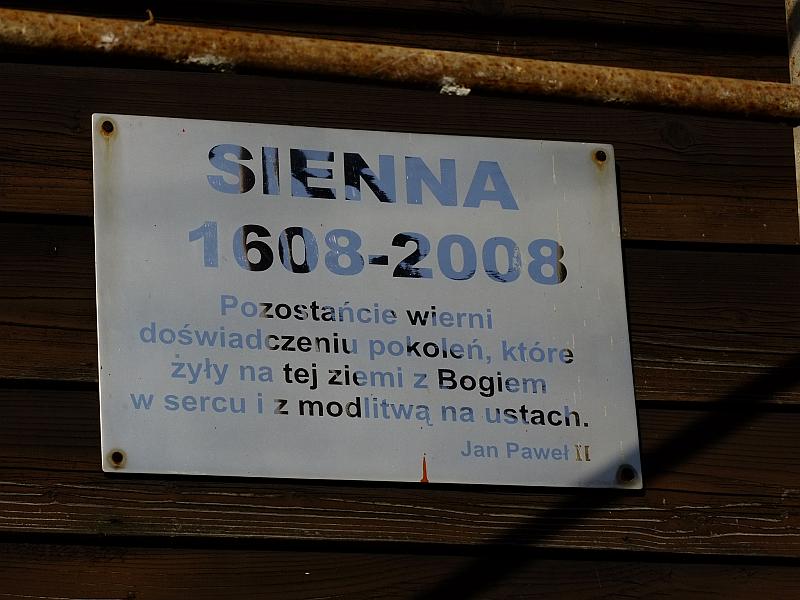 SIENNA
1608-2008
Pozostańcie wierni
doświadczeniu pokoleń, które
żyły na tej ziemi z Bogiem
w sercu i z modlitwą na ustach.
Jan Paweł II